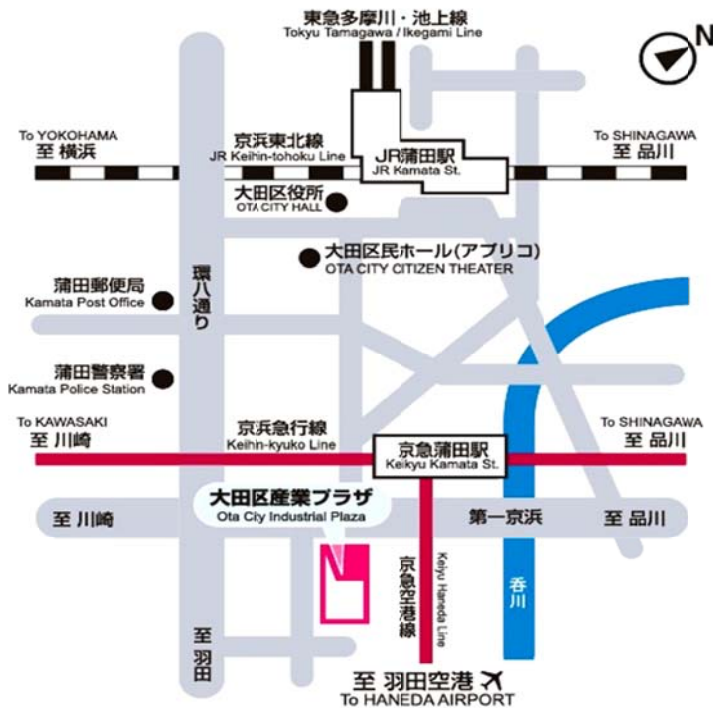 東急多摩川・池上線
Tokyu Tamagawa / Ikegami Line
N
To YOKOHAMA
至 横浜
京浜東北線
JR Keihin-tohoku Line
JR蒲田駅
JR Kamata St.
To SHINAGAWA
至 品川
大田区役所
OTA CITY HALL
大田区民ホール(アプリコ)
OTA CITY CITIZEN THEATER
蒲田郵便局
Kamata Post Office
環八通り
蒲田警察署
Kamata Police Station
To KAWASAKI
至 川崎
京浜急行線
Keihin-kyuko Line
京急蒲田駅
Keikyu Kamata St.
To SHINAGAWA
至 品川
大田区産業プラザ
Ota City Industrial Plaza
至 川崎
第一京浜
至 品川
京急空港線
Keiyu Haneda Line
呑川
至 羽田
至 羽田空港
To HANEDA AIRPORT